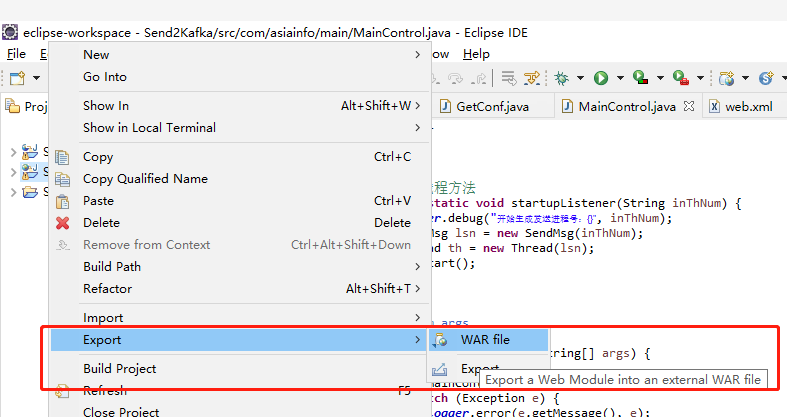 eclipse-workspace - Send2Kafka/src/com/asiainfo/main/MainControl.java - Eclipse IDE
File
ow Help
Proj
GetConf.java MainControl.java web.xml
New
Go Into
Show In Alt+Shift+W
Show in Local Terminal
Copy Ctrl+C
Copy Qualified Name
Paste Ctrl+V
Delete Delete
Remove from Context Ctrl+Alt+Shift+Down
Build Path
Refactor Alt+Shift+T
Import
Export
Build Project
Refresh F5
Close Project
WAR file
Export
Export a Web Module into an external WAR file
程方法
static void startupListener(String inThNum) {
er.debug("开始生成发送进程号：{}", inThNum);
Msg lsn = new SendMsg(inThNum);
ad th = new Thread(lsn);
tart();
args
tring[] args) {
MainCont
tch (Exception e) {
logger.error(e.getMessage(), e);